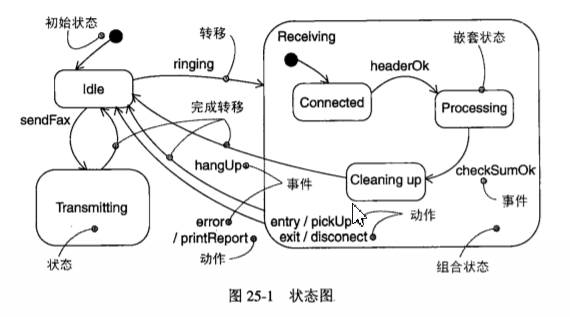 初始状态
转移
Receiving
嵌套状态
ringing
headerOk
Idle
Connected
Processing
完成转移
sendFax
hangUp
Cleaning up
checkSumOk
事件
事件
Transmitting
error
/ printReport
entry / pickUp
exit / disconect
动作
动作
状态
组合状态
图 25-1 状态图